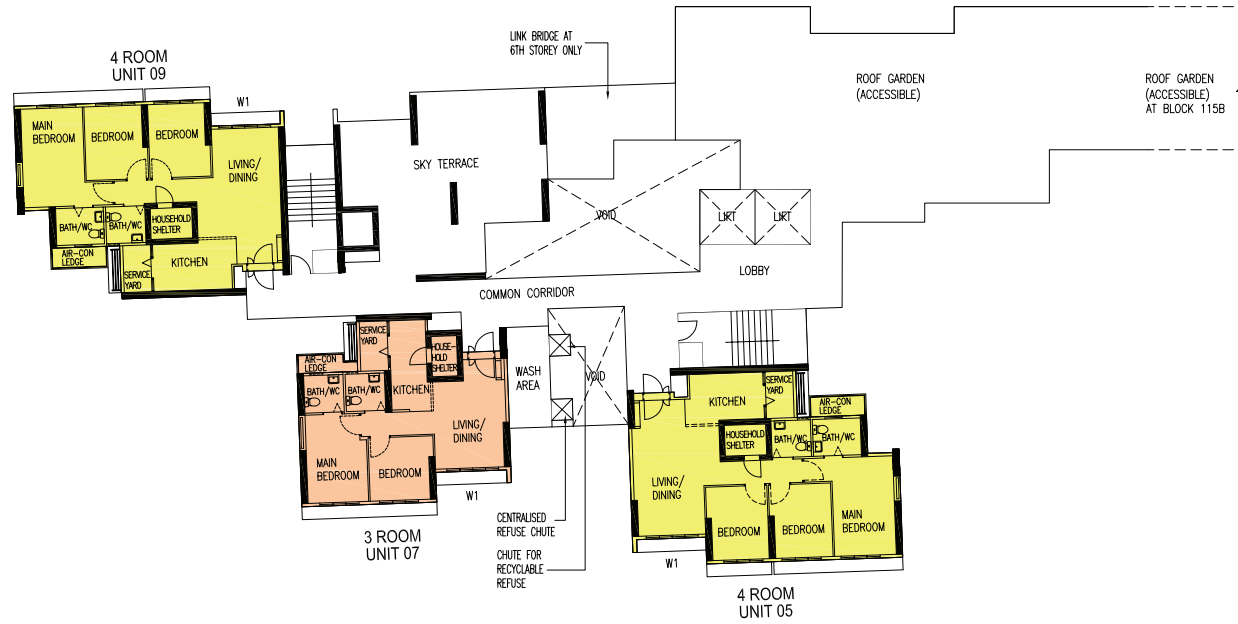 LINK BRIDGE AT
6TH STOREY ONLY
4 ROOM
UNIT 09
W1
ROOF GARDEN
(ACCESSIBLE)
ROOF GARDEN
(ACCESSIBLE)
AT BLOCK 115B
MAIN
BEDROOM
BEDROOM
BEDROOM
LIVING/
DINING
SKY TERRACE
BATH/WC
BATH/WC
HOUSEHOLD
SHELTER
AIR-CON
LEDGE
SERVICE
YARD
KITCHEN
VOID
LIFT
LIFT
LOBBY
COMMON CORRIDOR
SERVICE
YARD
HOUSE-
HOLD
SHELTER
AIR-CON
LEDGE
BATH/WC
BATH/WC
KITCHEN
LIVING/
DINING
MAIN
BEDROOM
BEDROOM
W1
3 ROOM
UNIT 07
WASH
AREA
VOID
CENTRALISED
REFUSE CHUTE
CHUTE FOR
RECYCLABLE
REFUSE
KITCHEN
SERVICE
YARD
AIR-CON
LEDGE
HOUSEHOLD
SHELTER
BATH/WC
BATH/WC
LIVING/
DINING
BEDROOM
BEDROOM
MAIN
BEDROOM
W1
4 ROOM
UNIT 05